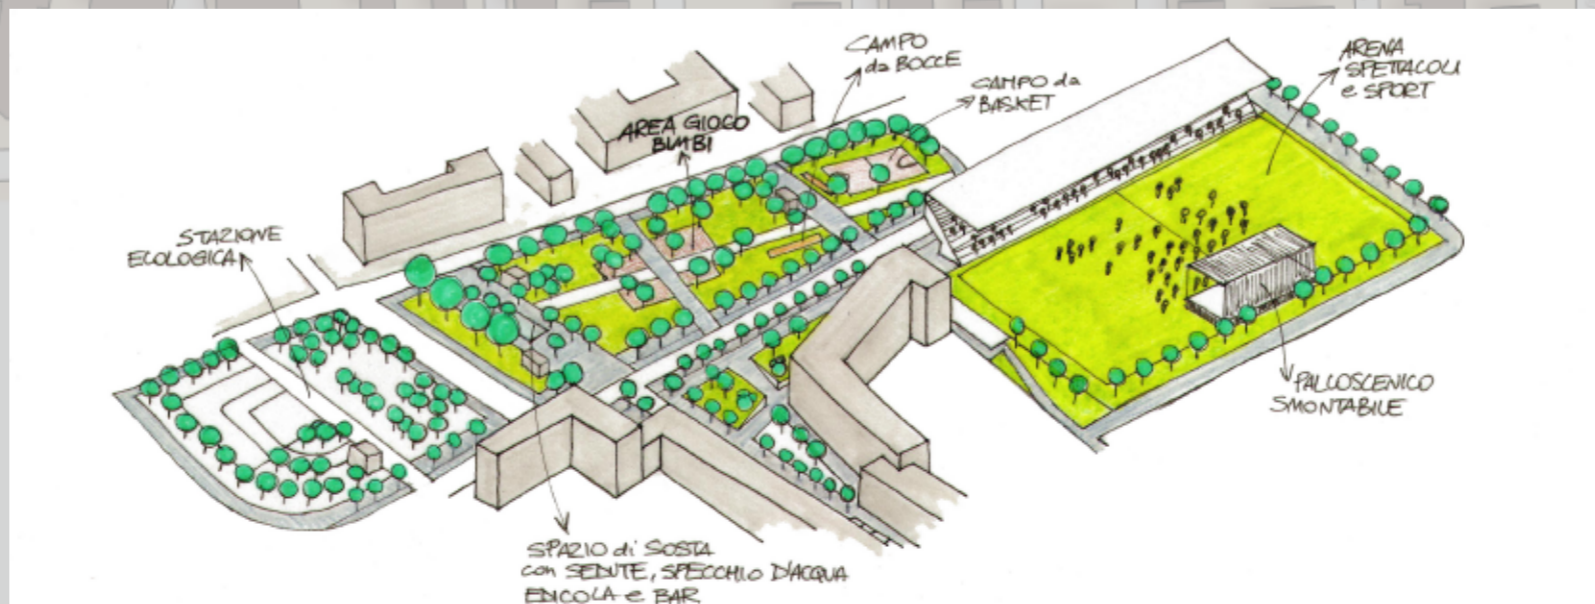 CAMPO
da BOCCE
CAMPO da
BASKET
ARENA
SPETTACOLI
e SPORT
AREA GIOCO
BIMBI
STAZIONE
ECOLOGICA
PALCOSCENICO
SMONTABILE
SPAZIO di SOSTA
con SEDUTE, SPECCHIO D'ACQUA
EDICOLA e BAR